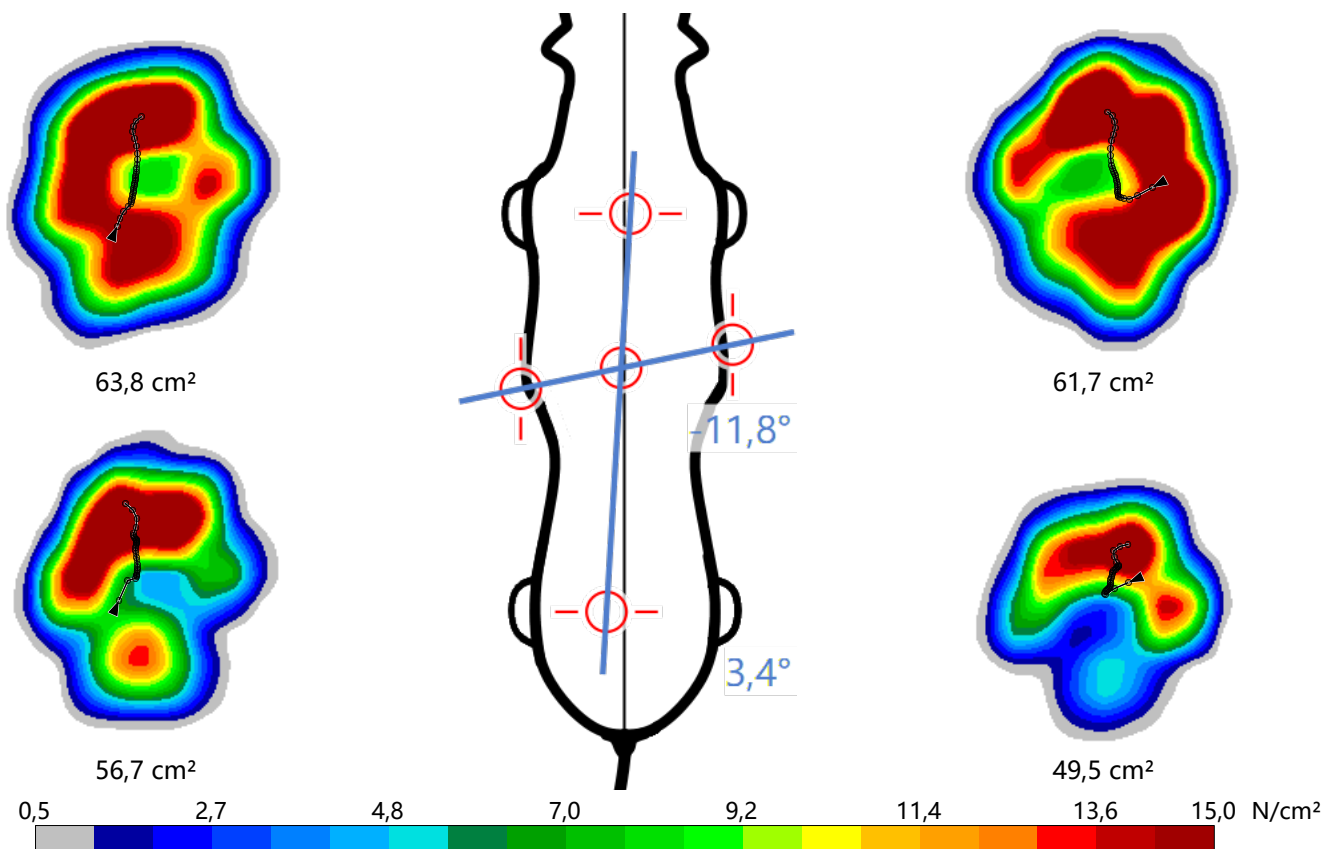 63,8 cm²
61,7 cm²
-11,8°
3,4°
56,7 cm²
49,5 cm²
0,5 2,7 4,8 7,0 9,2 11,4 13,6 15,0 N/cm²